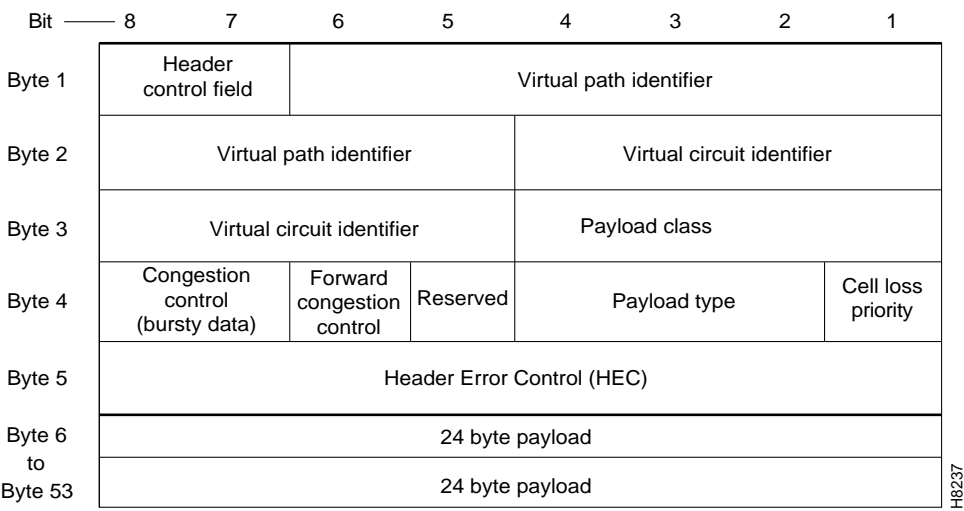 Bit 8 7 6 5 4 3 2 1
Byte 1
Header
control field
Virtual path identifier
Byte 2
Virtual path identifier
Virtual circuit identifier
Byte 3
Virtual circuit identifier
Payload class
Byte 4
Congestion
control
(bursty data)
Forward
congestion
control
Reserved
Payload type
Cell loss
priority
Byte 5
Header Error Control (HEC)
Byte 6
to
Byte 53
24 byte payload
24 byte payload
H8237